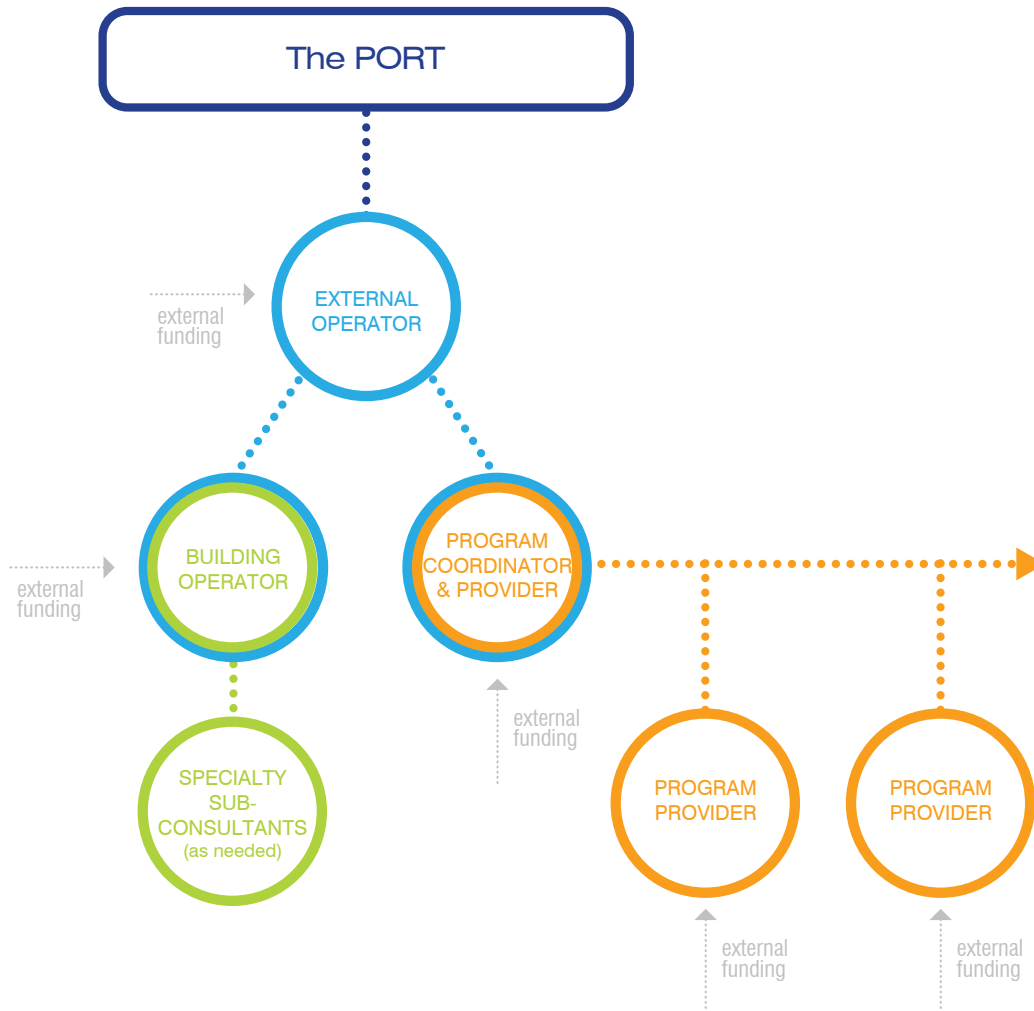 The PORT
EXTERNAL
OPERATOR
external
funding
BUILDING
OPERATOR
PROGRAM
COORDINATOR
& PROVIDER
external
funding
external
funding
SPECIALTY
SUB-
CONSULTANTS
(as needed)
PROGRAM
PROVIDER
PROGRAM
PROVIDER
external
funding
external
funding